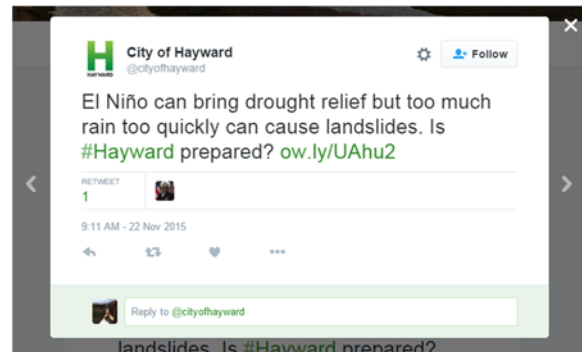 H
HAYWARD
City of Hayward
@cityofhayward
Follow
El Niño can bring drought relief but too much
rain too quickly can cause landslides. Is
#Hayward prepared? ow.ly/UAhu2
RETWEET
1
9:11 AM - 22 Nov 2015
Reply to @cityofhayward
landslides. Is #Hayward prepared?